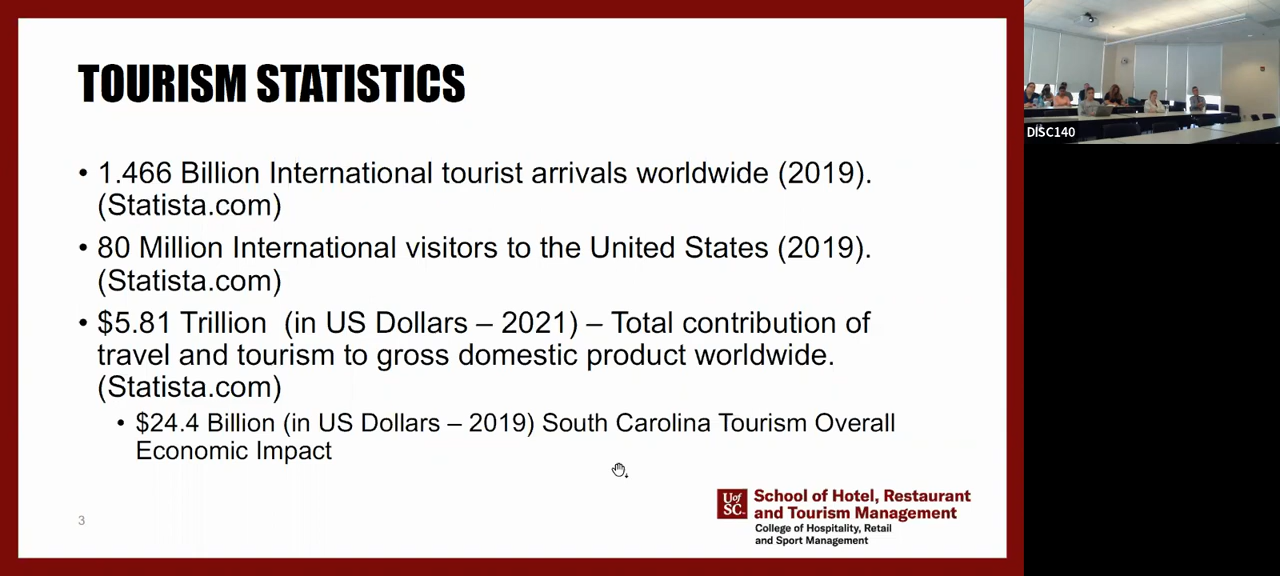 TOURISM STATISTICS
• 1.466 Billion International tourist arrivals worldwide (2019).
(Statista.com)
• 80 Million International visitors to the United States (2019).
(Statista.com)
• $5.81 Trillion (in US Dollars – 2021) – Total contribution of
travel and tourism to gross domestic product worldwide.
(Statista.com)
• $24.4 Billion (in US Dollars – 2019) South Carolina Tourism Overall
Economic Impact
3
UofSC
School of Hotel, Restaurant
and Tourism Management
College of Hospitality, Retail
and Sport Management
DISC140